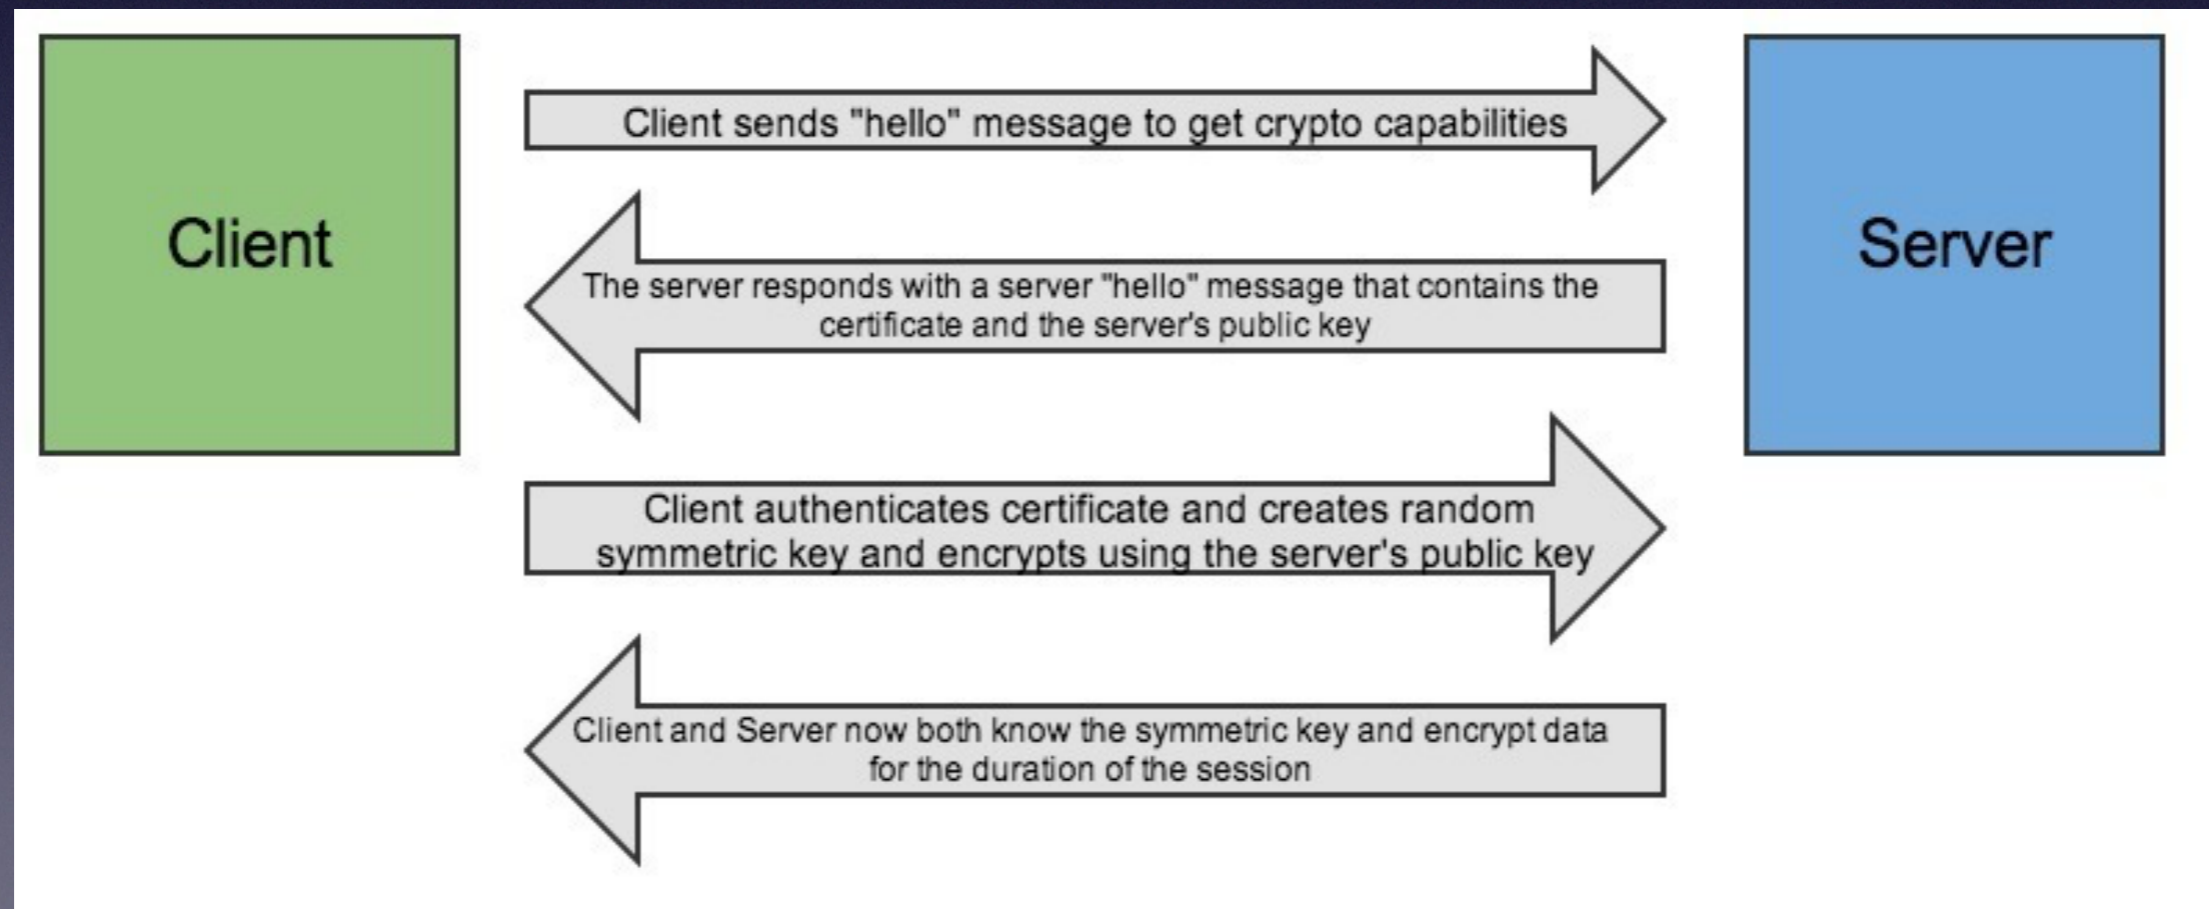 Client
Client sends "hello" message to get crypto capabilities
Server
The server responds with a server "hello" message that contains the
certificate and the server's public key
Client authenticates certificate and creates random
symmetric key and encrypts using the server's public key
Client and Server now both know the symmetric key and encrypt data
for the duration of the session